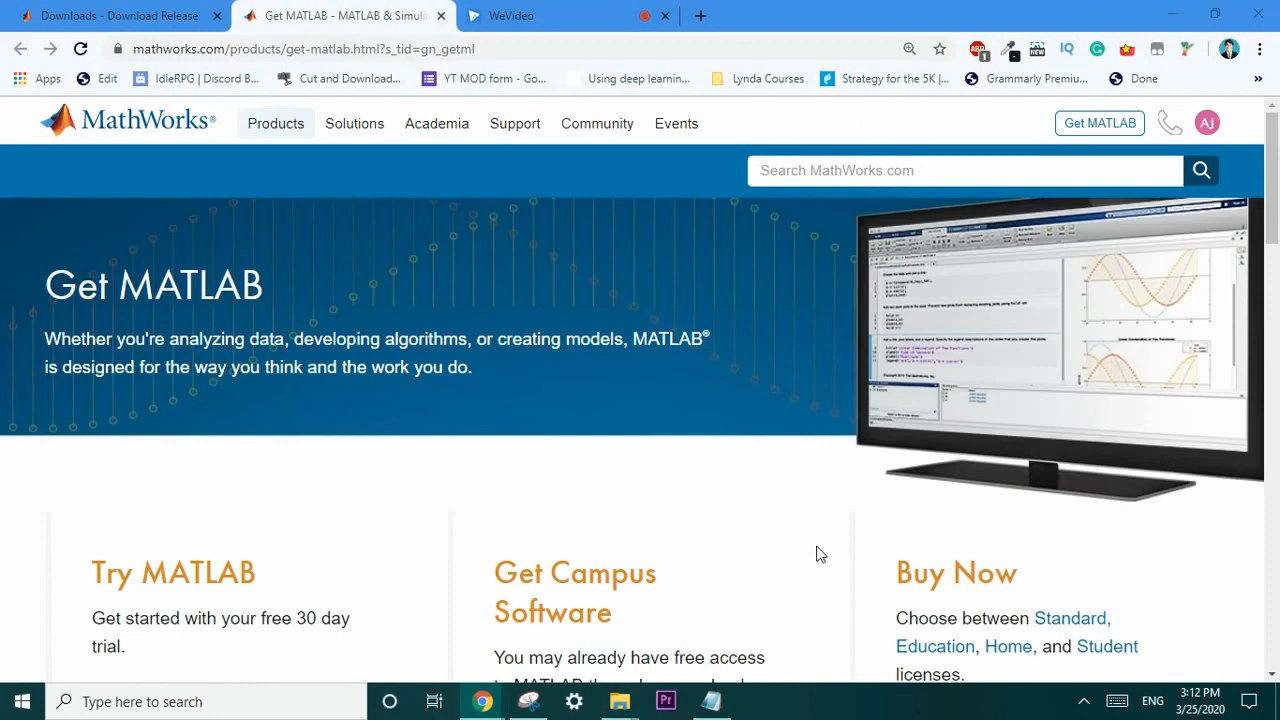 Downloads - Download Release
Get MATLAB - MATLAB & Simulin
WeVideo
mathworks.com/products/get-matlab.html?s_tid=gn_getml
Apps
Edit
IdleRPG | Discord B...
Cut and Download...
YT MOD form - Go...
Using deep learnin...
Lynda Courses
Strategy for the 5K |...
Grammarly Premiu...
Done
MathWorks®
Products
Solutions
Academia
Support
Community
Events
Get MATLAB
AJ
Search MathWorks.com
Get MATLAB
Whether you're analyzing data, developing algorithms, or creating models, MATLAB®
is designed for the way you think and the work you do.
Try MATLAB
Get started with your free 30 day
trial.
Get Campus
Software
You may already have free access
Buy Now
Choose between Standard,
Education, Home, and Student
licenses.
Type here to search
ENG
3:12 PM
3/25/2020